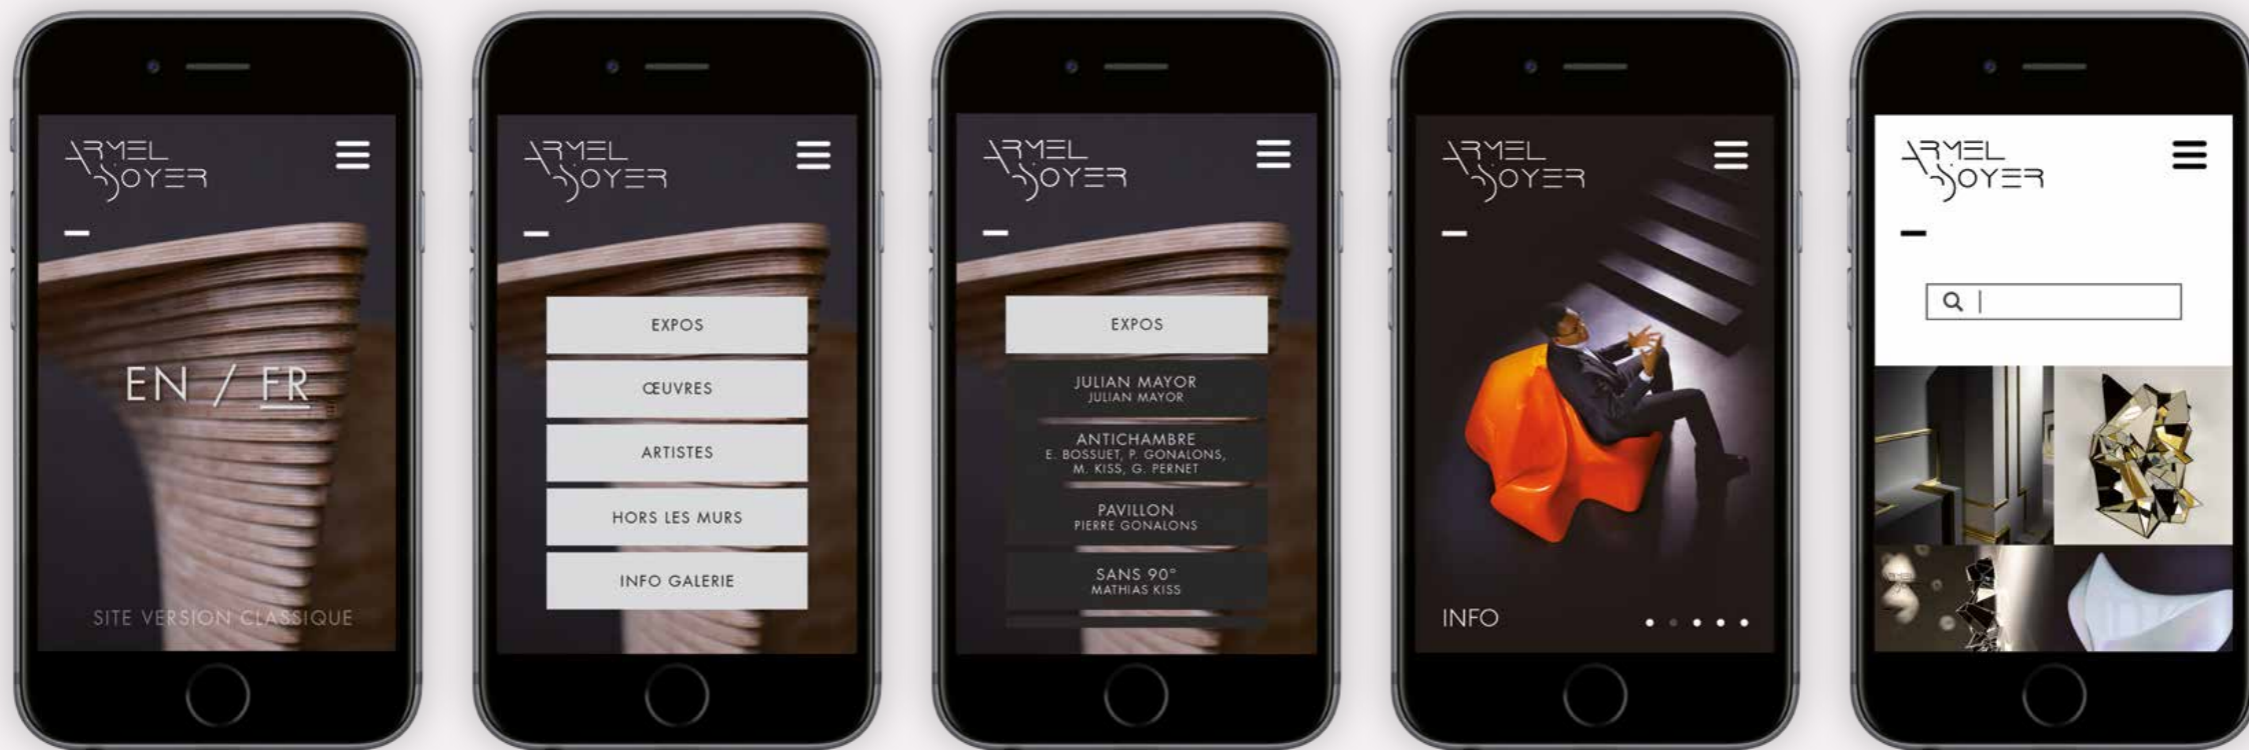 ARMEL
SOYER
EN / FR
SITE VERSION CLASSIQUE
ARMEL
SOYER
EXPOS
ŒUVRES
ARTISTES
HORS LES MURS
INFO GALERIE
ARMEL
SOYER
EXPOS
JULIAN MAYOR
JULIAN MAYOR
ANTICHAMBRE
E. BOSSUET, P. GONALONS,
M. KISS, G. PERNET
PAVILLON
PIERRE GONALONS
SANS 90°
MATHIAS KISS
ARMEL
SOYER
INFO
ARMEL
SOYER